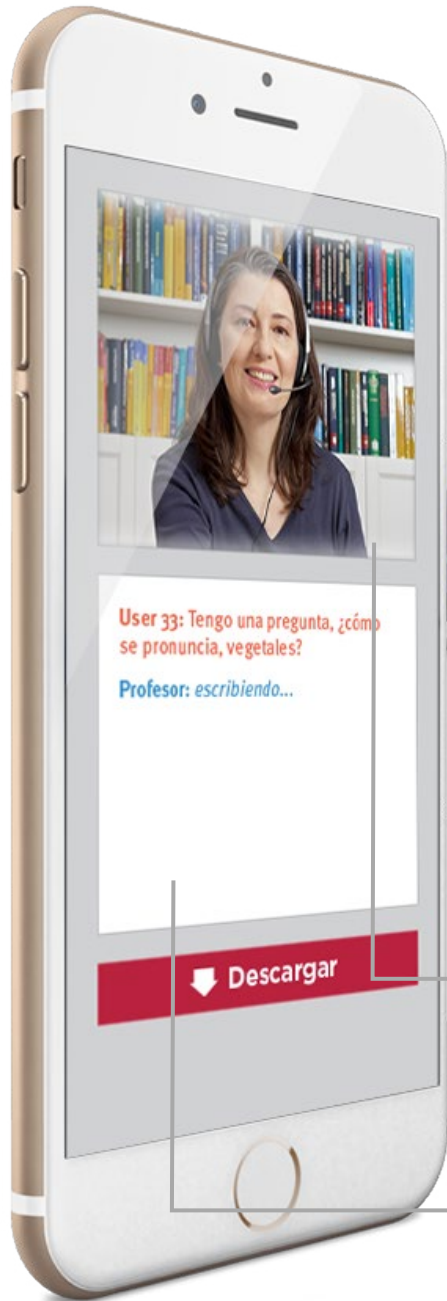 User 33: Tengo una pregunta, ¿cómo
se pronuncia, vegetales?
Profesor: escribiendo...
Descargar